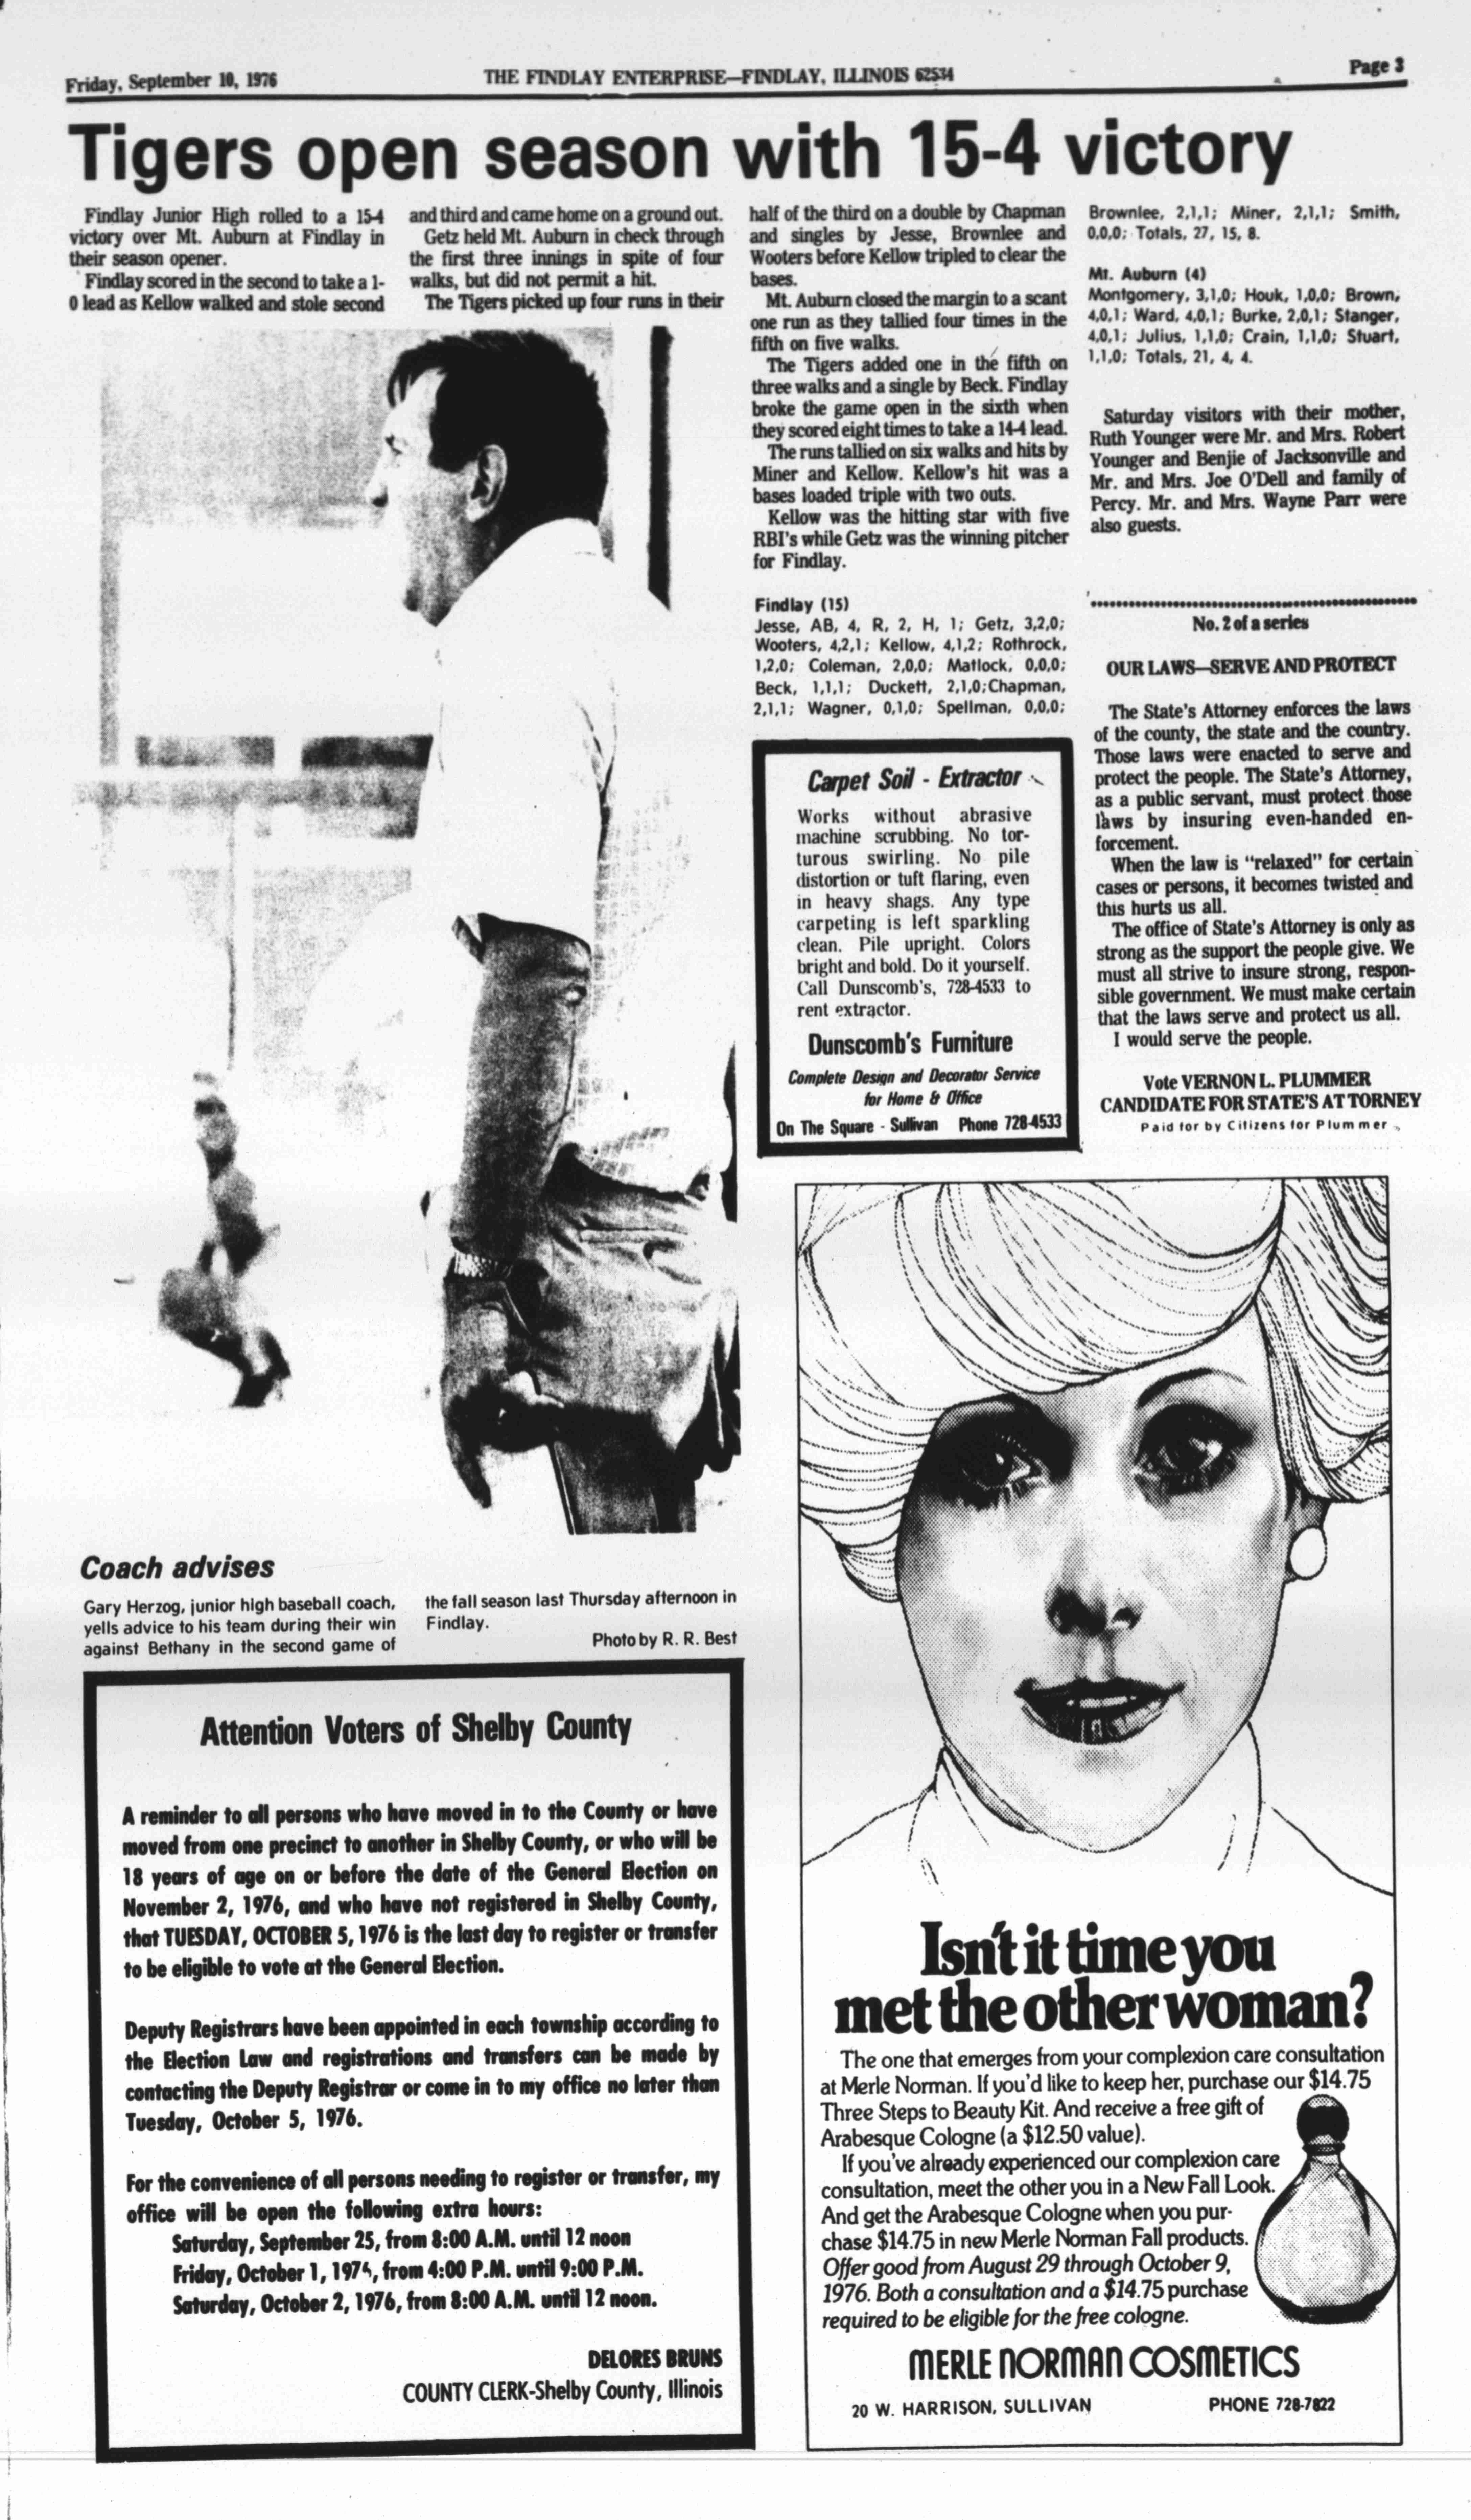 Friday, September 10, 1976
THE FINDLAY ENTERPRISE—FINDLAY, ILLINOIS 62534
Page 3
Tigers open season with 15-4 victory
Findlay Junior High rolled to a 15-4
victory over Mt. Auburn at Findlay in
their season opener.
Findlay scored in the second to take a 1-
0 lead as Kellow walked and stole second
and third and came home on a ground out.
Getz held Mt. Auburn in check through
the first three innings in spite of four
walks, but did not permit a hit.
The Tigers picked up four runs in their
half of the third on a double by Chapman
and singles by Jesse, Brownlee and
Wooters before Kellow tripled to clear the
bases.
Mt. Auburn closed the margin to a scant
one run as they tallied four times in the
fifth on five walks.
The Tigers added one in the fifth on
three walks and a single by Beck. Findlay
broke the game open in the sixth when
they scored eight times to take a 14-4 lead.
The runs tallied on six walks and hits by
Miner and Kellow. Kellow's hit was a
bases loaded triple with two outs.
Kellow was the hitting star with five
RBI's while Getz was the winning pitcher
for Findlay.
Findlay (15)
Jesse, AB, 4, R, 2, H, 1; Getz, 3,2,0;
Wooters, 4,2,1; Kellow, 4,1,2; Rothrock,
1,2,0; Coleman, 2,0,0; Matlock, 0,0,0;
Beck, 1,1,1; Duckett, 2,1,0;Chapman,
2,1,1; Wagner, 0,1,0; Spellman, 0,0,0;
Brownlee, 2,1,1; Miner, 2,1,1; Smith,
0,0,0; Totals, 27, 15, 8.
Mt. Auburn (4)
Montgomery, 3,1,0; Houk, 1,0,0; Brown,
4,0,1; Ward, 4,0,1; Burke, 2,0,1; Stanger,
4,0,1; Julius, 1,1,0; Crain, 1,1,0; Stuart,
1,1,0; Totals, 21, 4, 4.
Saturday visitors with their mother,
Ruth Younger were Mr. and Mrs. Robert
Younger and Benjie of Jacksonville and
Mr. and Mrs. Joe O'Dell and family of
Percy. Mr. and Mrs. Wayne Parr were
also guests.
No. 2 of a series
OUR LAWS—SERVE AND PROTECT
The State's Attorney enforces the laws
of the county, the state and the country.
Those laws were enacted to serve and
protect the people. The State's Attorney,
as a public servant, must protect those
laws by insuring even-handed en-
forcement.
When the law is "relaxed" for certain
cases or persons, it becomes twisted and
this hurts us all.
The office of State's Attorney is only as
strong as the support the people give. We
must all strive to insure strong, respon-
sible government. We must make certain
that the laws serve and protect us all.
I would serve the people.
Vote VERNON L. PLUMMER
CANDIDATE FOR STATE'S ATTORNEY
Paid for by Citizens for Plummer
Carpet Soil - Extractor
Works without abrasive
machine scrubbing. No tor-
turous swirling. No pile
distortion or tuft flaring, even
in heavy shags. Any type
carpeting is left sparkling
clean. Pile upright. Colors
bright and bold. Do it yourself.
Call Dunscomb's, 728-4533 to
rent extractor.
Dunscomb's Furniture
Complete Design and Decorator Service
for Home & Office
On The Square - Sullivan Phone 728-4533
Coach advises
Gary Herzog, junior high baseball coach,
yells advice to his team during their win
against Bethany in the second game of
the fall season last Thursday afternoon in
Findlay.
Photo by R. R. Best
Attention Voters of Shelby County
A reminder to all persons who have moved in to the County or have
moved from one precinct to another in Shelby County, or who will be
18 years of age on or before the date of the General Election on
November 2, 1976, and who have not registered in Shelby County,
that TUESDAY, OCTOBER 5, 1976 is the last day to register or transfer
to be eligible to vote at the General Election.
Deputy Registrars have been appointed in each township according to
the Election Law and registrations and transfers can be made by
contacting the Deputy Registrar or come in to my office no later than
Tuesday, October 5, 1976.
For the convenience of all persons needing to register or transfer, my
office will be open the following extra hours:
Saturday, September 25, from 8:00 A.M. until 12 noon
Friday, October 1, 1976, from 4:00 P.M. until 9:00 P.M.
Saturday, October 2, 1976, from 8:00 A.M. until 12 noon.
DELORES BRUNS
COUNTY CLERK-Shelby County, Illinois
Isn't it time you
met the other woman?
The one that emerges from your complexion care consultation
at Merle Norman. If you'd like to keep her, purchase our $14.75
Three Steps to Beauty Kit. And receive a free gift of
Arabesque Cologne (a $12.50 value).
If you've already experienced our complexion care
consultation, meet the other you in a New Fall Look.
And get the Arabesque Cologne when you pur-
chase $14.75 in new Merle Norman Fall products.
Offer good from August 29 through October 9,
1976. Both a consultation and a $14.75 purchase
required to be eligible for the free cologne.
MERLE NORMAN COSMETICS
20 W. HARRISON, SULLIVAN PHONE 728-7822